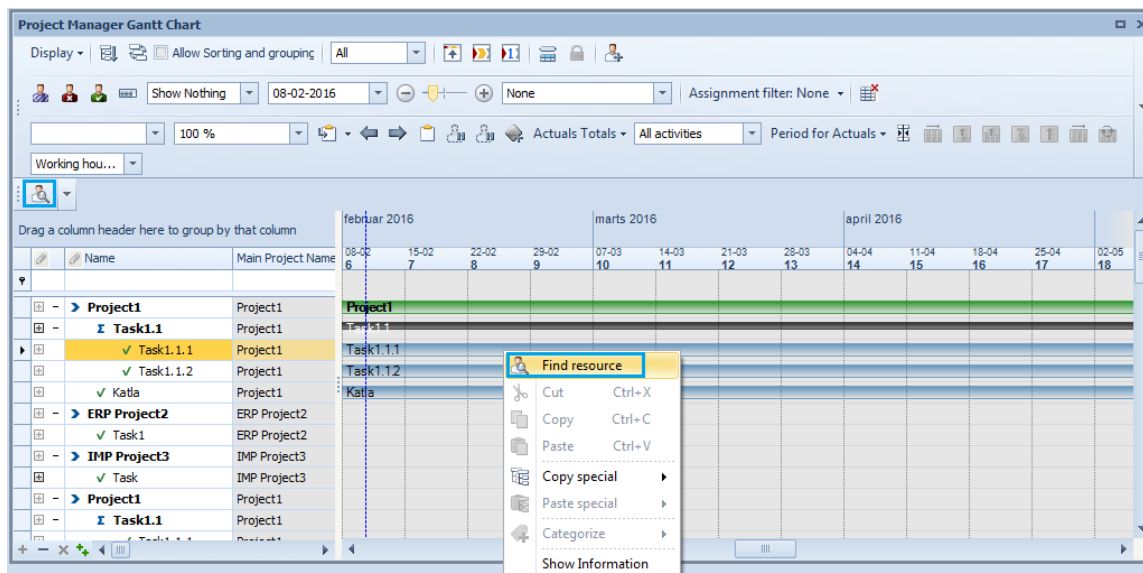 Project Manager Gantt Chart
Display Allow Sorting and grouping All
Show Nothing 08-02-2016 None Assignment filter: None
100 % Actuals Totals All activities Period for Actuals
Working hou...
Drag a column header here to group by that column
februar 2016 marts 2016 april 2016
Name Main Project Name
08-02 15-02 22-02 29-02 07-03 14-03 21-03 28-03 04-04 11-04 18-04 25-04 02-05
6 7 8 9 10 11 12 13 14 15 16 17 18
Project1 Project1 Project1
Σ Task1.1 Project1 Task1.1
Task1.1.1 Project1 Task1.1.1
Task1.1.2 Project1 Task1.1.2
Katla Project1 Katla
ERP Project2 ERP Project2
Task1 ERP Project2
IMP Project3 IMP Project3
Task IMP Project3
Project1 Project1
Σ Task1.1 Project1
Find resource
Cut Ctrl+X
Copy Ctrl+C
Paste Ctrl+V
Copy special
Paste special
Categorize
Show Information